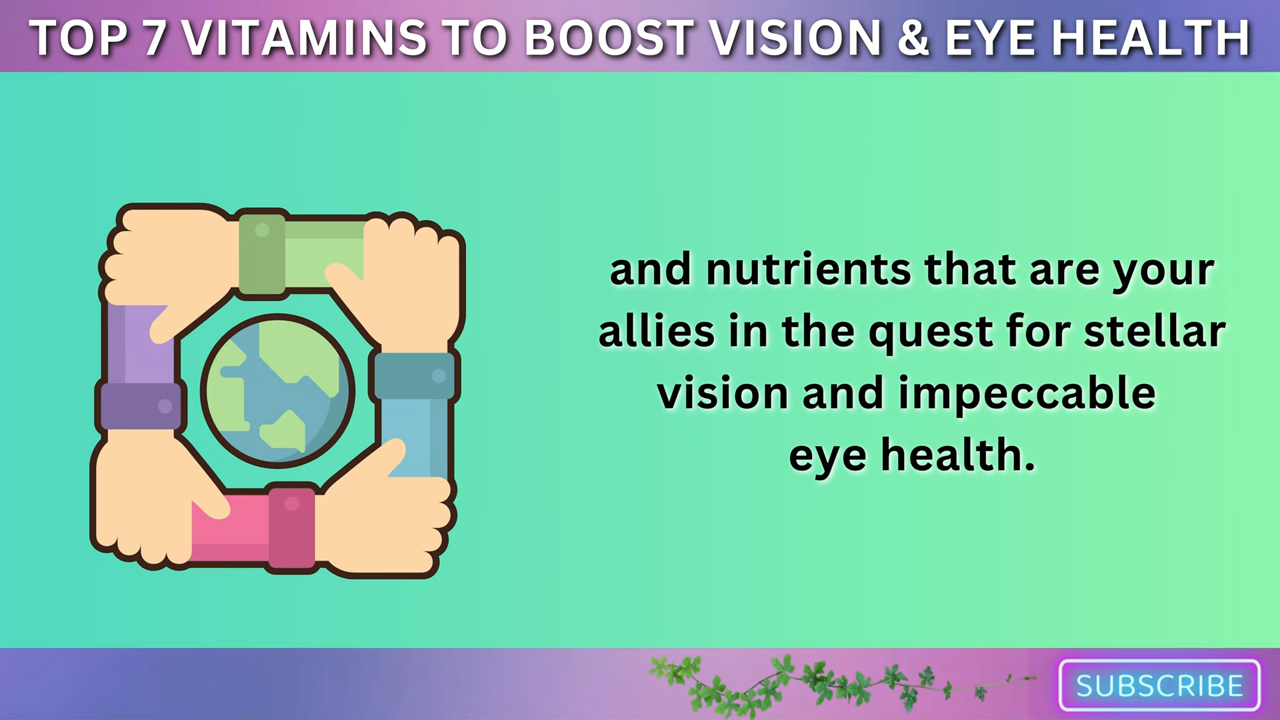 TOP 7 VITAMINS TO BOOST VISION & EYE HEALTH
and nutrients that are your
allies in the quest for stellar
vision and impeccable
eye health.
SUBSCRIBE